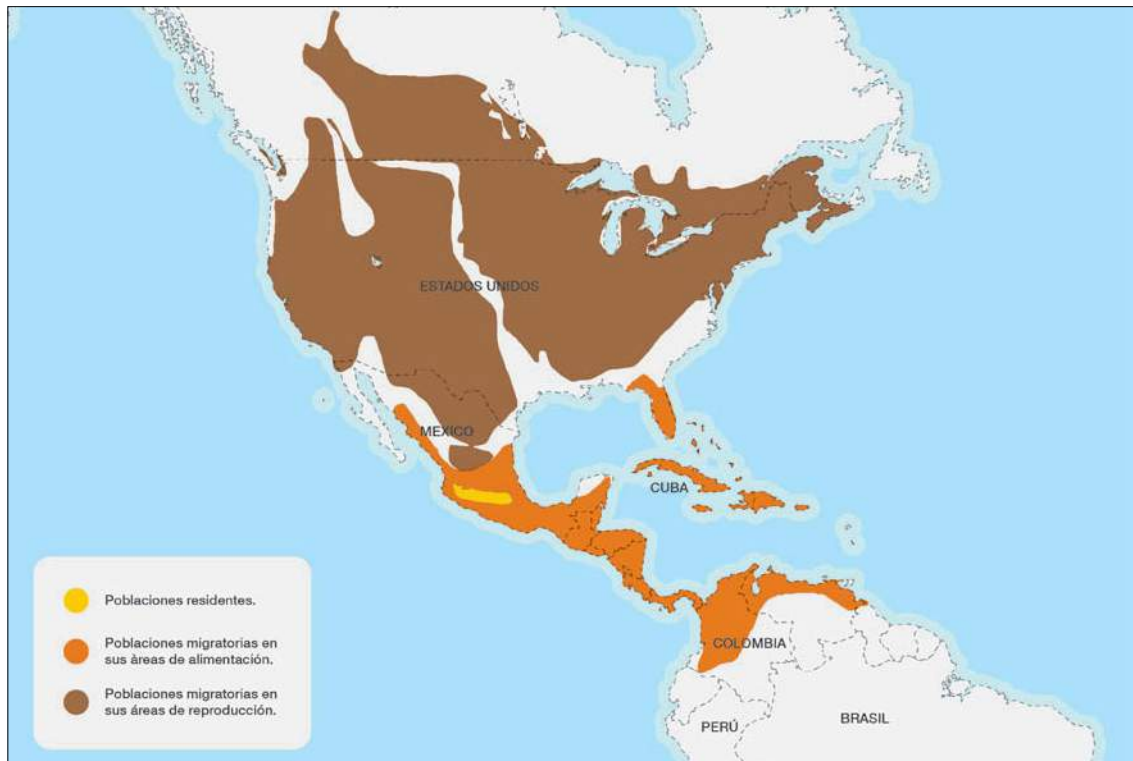 ESTADOS UNIDOS
MEXICO
CUBA
COLOMBIA
PERÚ
BRASIL
Poblaciones residentes.
Poblaciones migratorias en
sus àreas de alimentación.
Poblaciones migratorias en
sus áreas de reproducción.